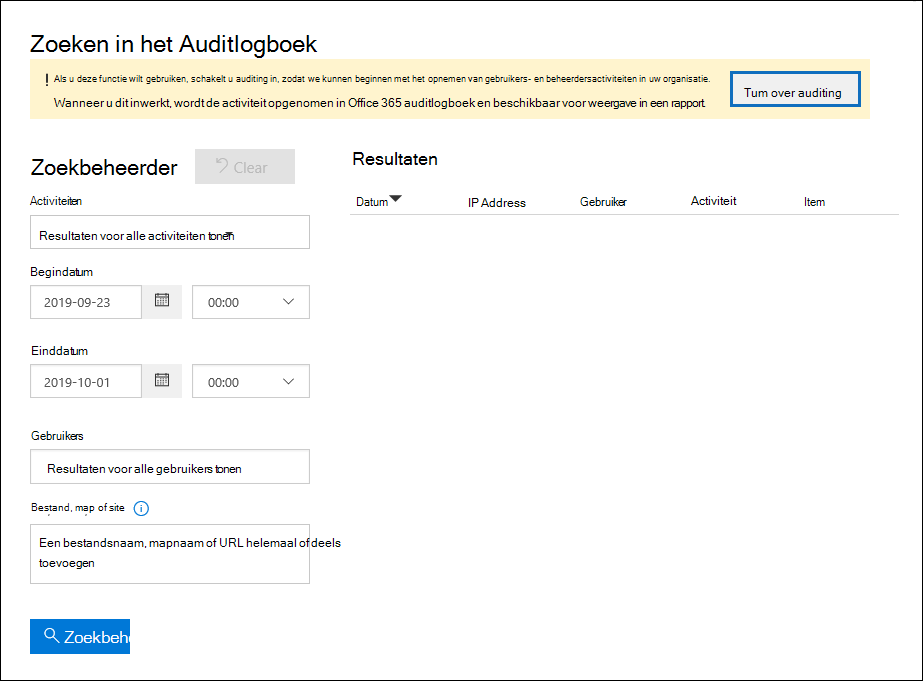 Zoeken in het Auditlogboek
! Als u deze functie wilt gebruiken, schakelt u auditing in, zodat we kunnen beginnen met het opnemen van gebruikers- en beheerdersactiviteiten in uw organisatie.
Wanneer u dit inwerkt, wordt de activiteit opgenomen in Office 365 auditlogboek en beschikbaar voor weergave in een rapport.
Tum over auditing
Zoekbeheerder
Clear
Activiteiten
Resultaten voor alle activiteiten tonen
Begindatum
2019-09-23
00:00
Einddatum
2019-10-01
00:00
Gebruikers
Resultaten voor alle gebruikers tonen
Bestand, map of site
Een bestandsnaam, mapnaam of URL helemaal of deels
toevoegen
Zoekbehe
Resultaten
Datum IP Address Gebruiker Activiteit Item